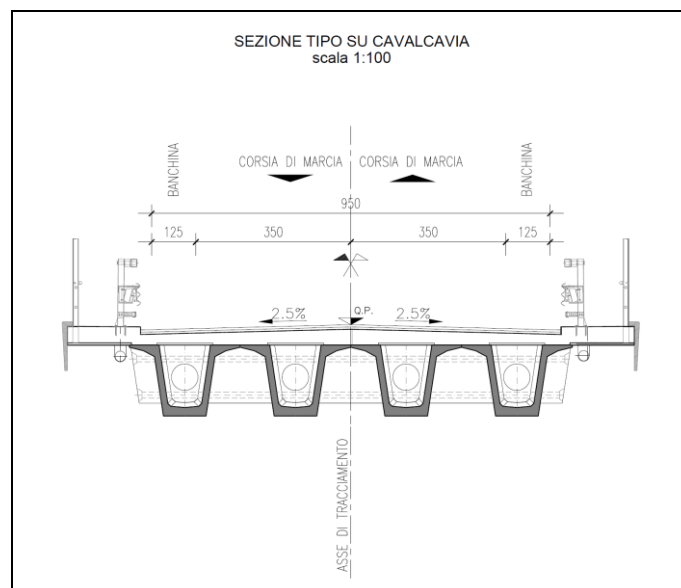 SEZIONE TIPO SU CAVALCAVIA
scala 1:100
BANCHINA
CORSIA DI MARCIA
CORSIA DI MARCIA
BANCHINA
950
125
350
350
125
2.5%
Q.P.
2.5%
ASSE DI TRACCIAMENTO